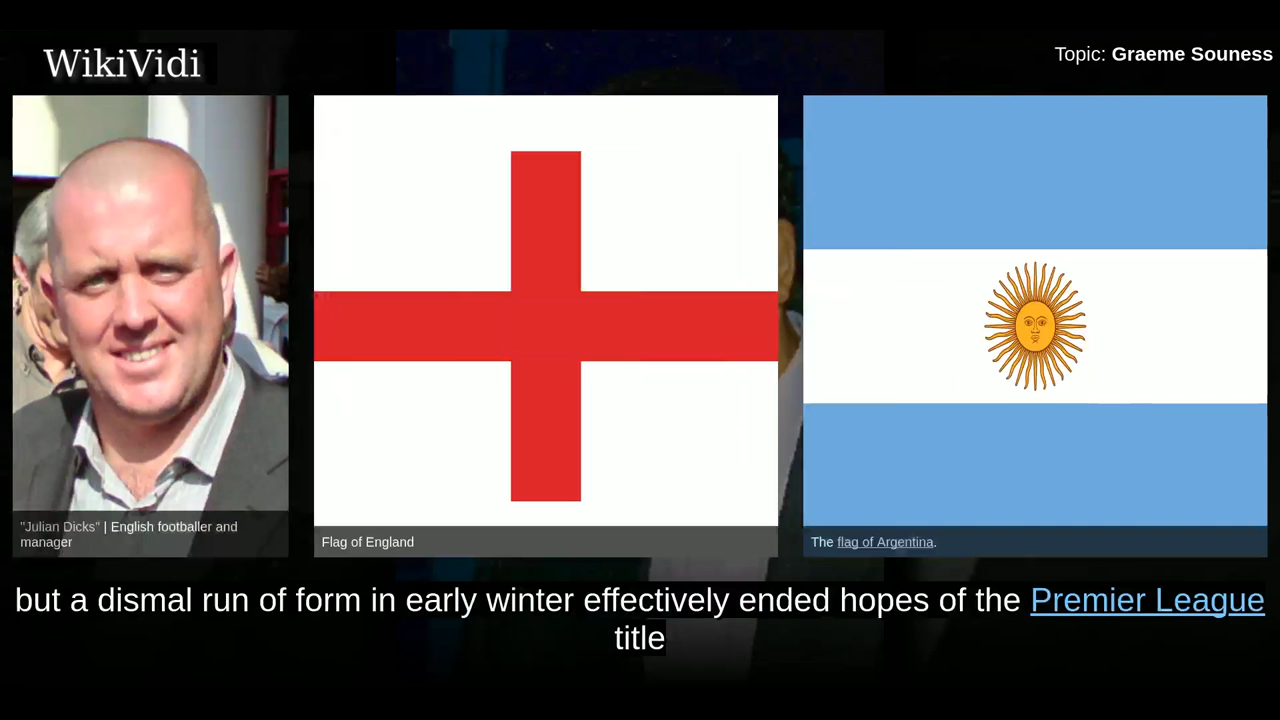 WikiVidi
Topic: Graeme Souness
"Julian Dicks" | English footballer and
manager
Flag of England
The flag of Argentina.
but a dismal run of form in early winter effectively ended hopes of the Premier League
title